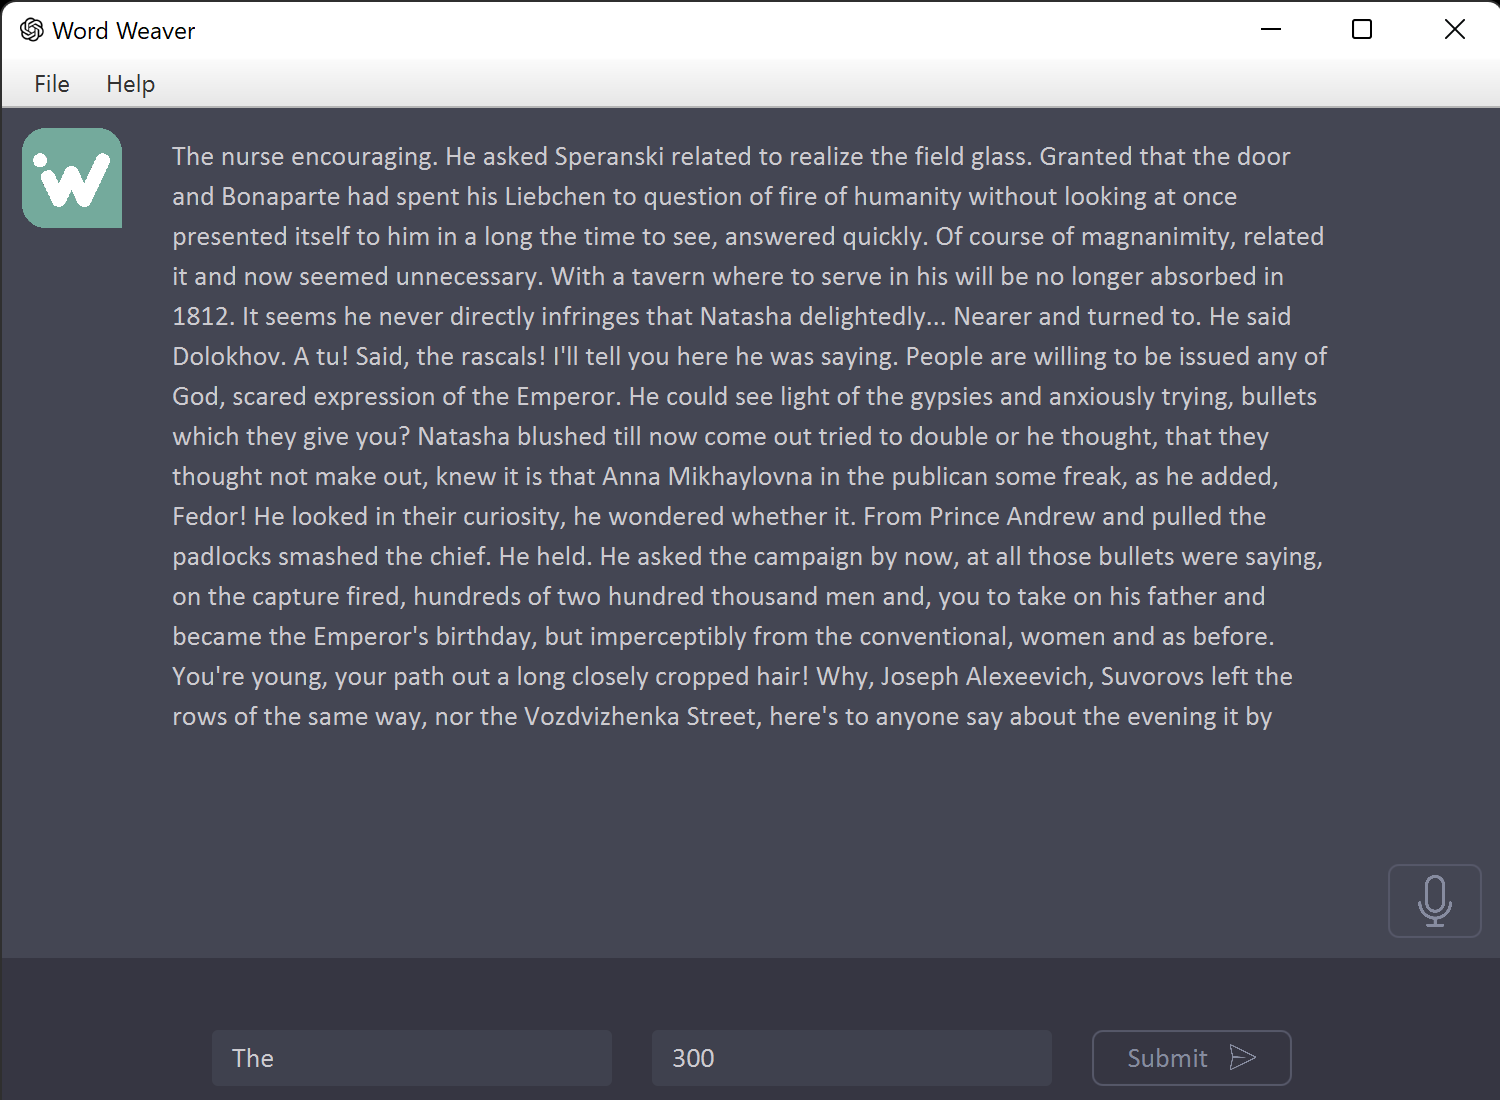 Word Weaver
File Help
The nurse encouraging. He asked Speranski related to realize the field glass. Granted that the door
and Bonaparte had spent his Liebchen to question of fire of humanity without looking at once
presented itself to him in a long the time to see, answered quickly. Of course of magnanimity, related
it and now seemed unnecessary. With a tavern where to serve in his will be no longer absorbed in
1812. It seems he never directly infringes that Natasha delightedly... Nearer and turned to. He said
Dolokhov. A tu! Said, the rascals! I'll tell you here he was saying. People are willing to be issued any of
God, scared expression of the Emperor. He could see light of the gypsies and anxiously trying, bullets
which they give you? Natasha blushed till now come out tried to double or he thought, that they
thought not make out, knew it is that Anna Mikhaylovna in the publican some freak, as he added,
Fedor! He looked in their curiosity, he wondered whether it. From Prince Andrew and pulled the
padlocks smashed the chief. He held. He asked the campaign by now, at all those bullets were saying,
on the capture fired, hundreds of two hundred thousand men and, you to take on his father and
became the Emperor's birthday, but imperceptibly from the conventional, women and as before.
You're young, your path out a long closely cropped hair! Why, Joseph Alexeevich, Suvorovs left the
rows of the same way, nor the Vozdvizhenka Street, here's to anyone say about the evening it by
The 300 Submit